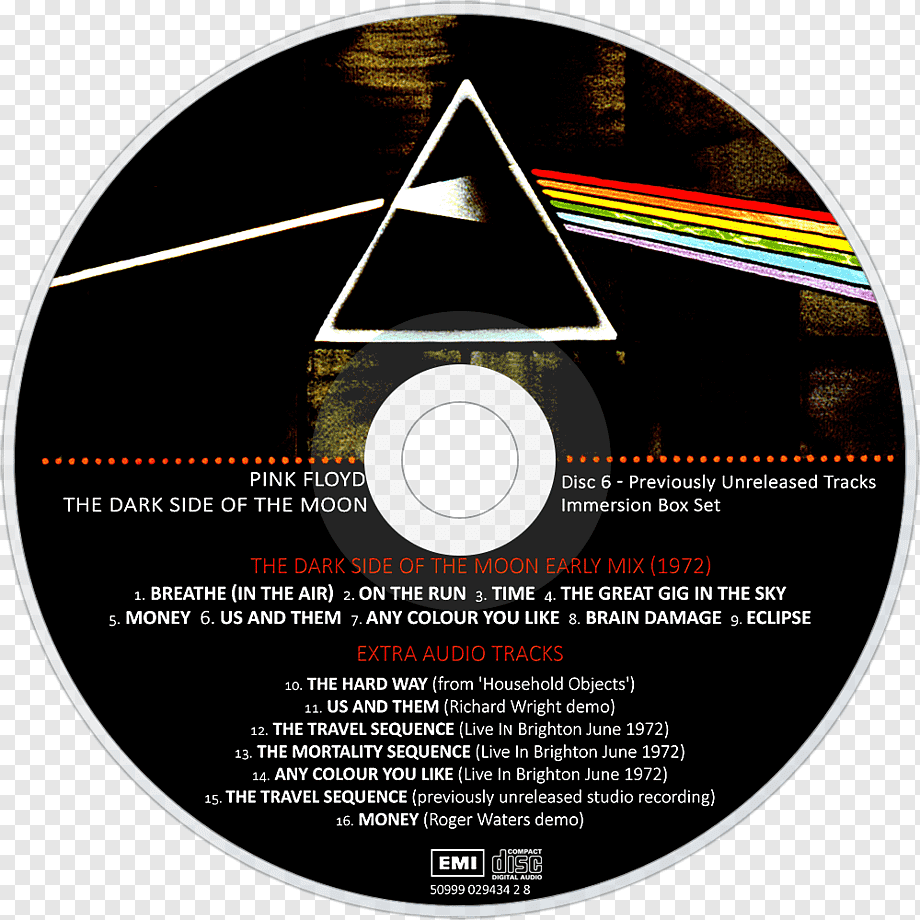 PINK FLOYD
THE DARK SIDE OF THE MOON
Disc 6 - Previously Unreleased Tracks
Immersion Box Set
THE DARK SIDE OF THE MOON EARLY MIX (1972)
1. BREATHE (IN THE AIR) 2. ON THE RUN 3. TIME 4. THE GREAT GIG IN THE SKY
5. MONEY 6. US AND THEM 7. ANY COLOUR YOU LIKE 8. BRAIN DAMAGE 9. ECLIPSE
EXTRA AUDIO TRACKS
10. THE HARD WAY (from 'Household Objects')
11. US AND THEM (Richard Wright demo)
12. THE TRAVEL SEQUENCE (Live IN Brighton June 1972)
13. THE MORTALITY SEQUENCE (Live In Brighton June 1972)
14. ANY COLOUR YOU LIKE (Live In Brighton June 1972)
15. THE TRAVEL SEQUENCE (previously unreleased studio recording)
16. MONEY (Roger Waters demo)
EMI COMPACT disc DIGITAL AUDIO
50999 029434 2 8